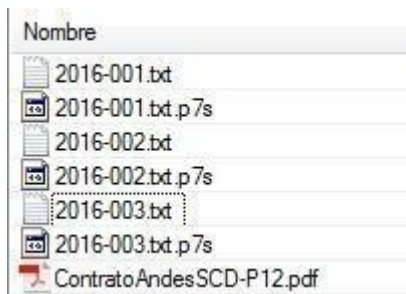 Nombre
2016-001.txt
2016-001.txt.p7s
2016-002.txt
2016-002.txt.p7s
2016-003.txt
2016-003.txt.p7s
ContratoAndesSCD-P12.pdf